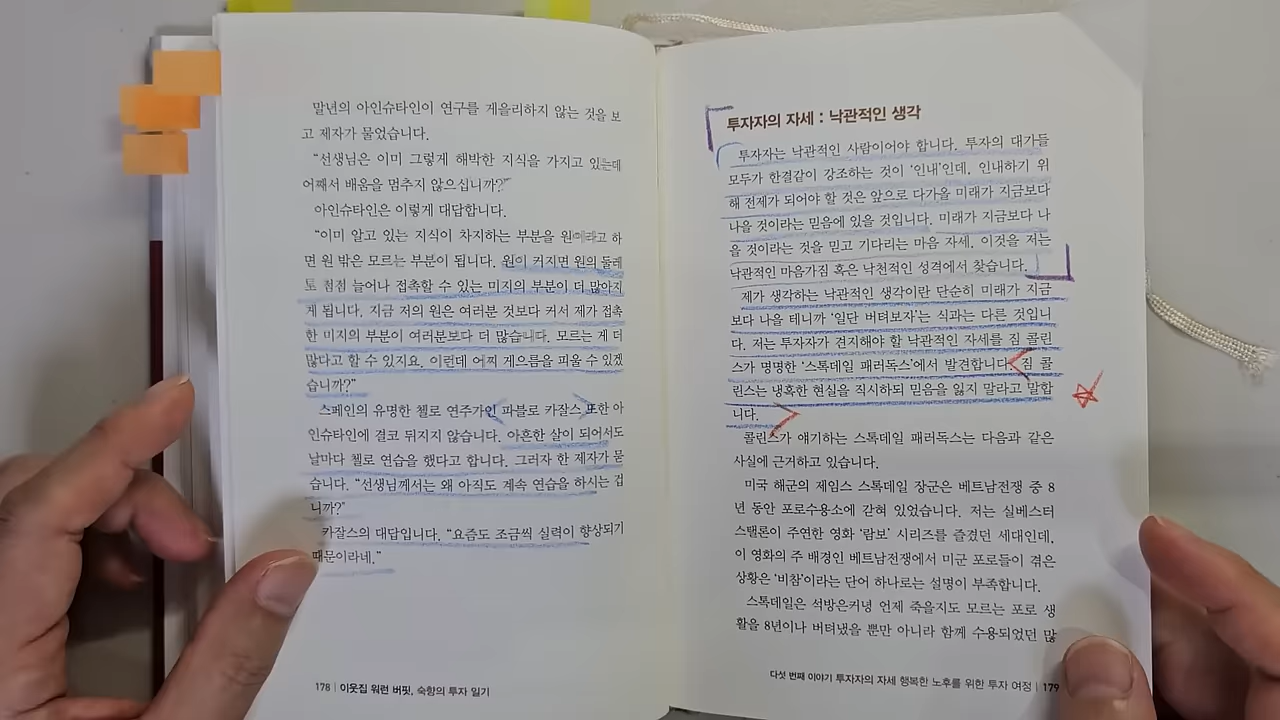 말년의 아인슈타인이 연구를 게을리하지 않는 것을 보
고 제자가 물었습니다.
“선생님은 이미 그렇게 해박한 지식을 가지고 있는데
어째서 배움을 멈추지 않으십니까?”
아인슈타인은 이렇게 대답합니다.
“이미 알고 있는 지식이 차지하는 부분을 원이라고 하
면 원 밖은 모르는 부분이 됩니다. 원이 커지면 원의 둘레
도 점점 늘어나 접촉할 수 있는 미지의 부분이 더 많아지
게 됩니다. 지금 저의 원은 여러분 것보다 커서 제가 접촉
한 미지의 부분이 여러분보다 더 많습니다. 모르는 게 더
많다고 할 수 있지요. 이런데 어찌 게으름을 피울 수 있겠
습니까?”
스페인의 유명한 첼로 연주가인 파블로 카잘스 또한 아
인슈타인에 결코 뒤지지 않습니다. 아흔한 살이 되어서도
날마다 첼로 연습을 했다고 합니다. 그러자 한 제자가 묻
습니다. “선생님께서는 왜 아직도 계속 연습을 하시는 겁
니까?”
카잘스의 대답입니다. “요즘도 조금씩 실력이 향상되기
때문이라네.”
178 | 이웃집 워런 버핏, 숙향의 투자 일기
투자자의 자세 : 낙관적인 생각
투자자는 낙관적인 사람이어야 합니다. 투자의 대가들
모두가 한결같이 강조하는 것이 ‘인내’인데, 인내하기 위
해 전제가 되어야 할 것은 앞으로 다가올 미래가 지금보다
나을 것이라는 믿음에 있을 것입니다. 미래가 지금보다 나
을 것이라는 것을 믿고 기다리는 마음 자세. 이것을 저는
낙관적인 마음가짐 혹은 낙천적인 성격에서 찾습니다.
제가 생각하는 낙관적인 생각이란 단순히 미래가 지금
보다 나을 테니까 ‘일단 버텨보자’는 식과는 다른 것입니
다. 저는 투자자가 견지해야 할 낙관적인 자세를 짐 콜린
스가 명명한 ‘스톡데일 패러독스’에서 발견합니다. 짐 콜
린스는 냉혹한 현실을 직시하되 믿음을 잃지 말라고 말합
니다.
콜린스가 얘기하는 스톡데일 패러독스는 다음과 같은
사실에 근거하고 있습니다.
미국 해군의 제임스 스톡데일 장군은 베트남전쟁 중 8
년 동안 포로수용소에 갇혀 있었습니다. 저는 실베스터
스탤론이 주연한 영화 ‘람보’ 시리즈를 즐겼던 세대인데,
이 영화의 주 배경인 베트남전쟁에서 미군 포로들이 겪은
상황은 ‘비참’이라는 단어 하나로는 설명이 부족합니다.
스톡데일은 석방은커녕 언제 죽을지도 모르는 포로 생
활을 8년이나 버텨냈을 뿐만 아니라 함께 수용되었던 많
다섯 번째 이야기 투자자의 자세 행복한 노후를 위한 투자 여정 | 179